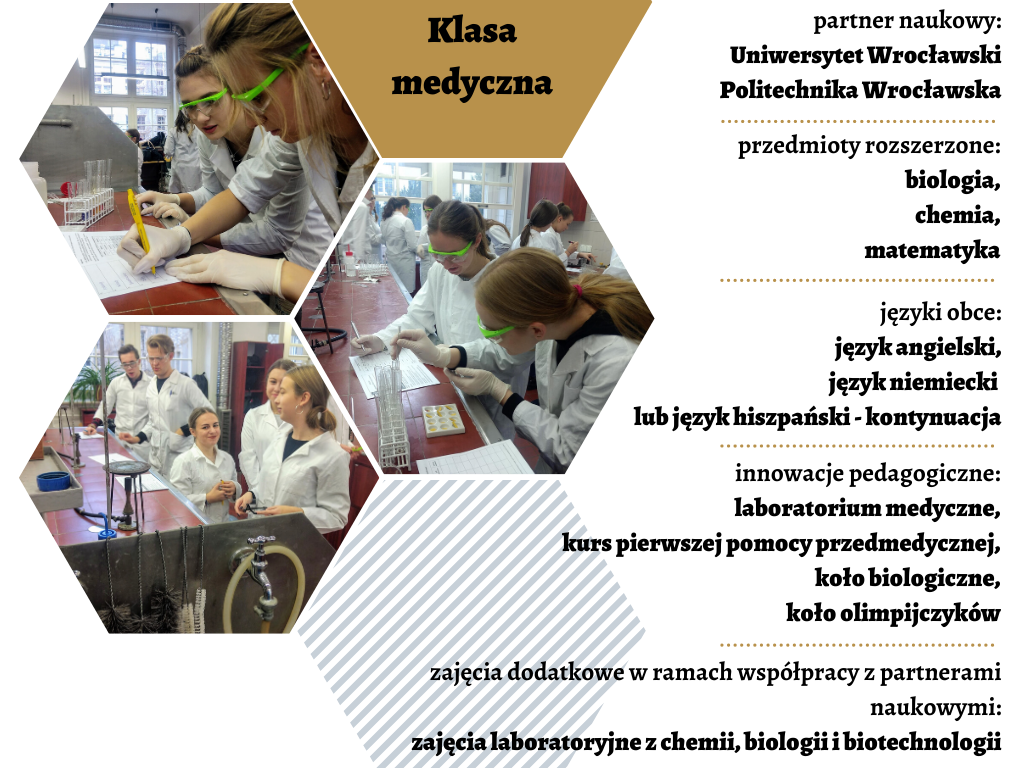 Klasa
medyczna
partner naukowy:
Uniwersytet Wrocławski
Politechnika Wrocławska
przedmioty rozszerzone:
biologia,
chemia,
matematyka
języki obce:
język angielski,
język niemiecki
lub język hiszpański - kontynuacja
innowacje pedagogiczne:
laboratorium medyczne,
kurs pierwszej pomocy przedmedycznej,
koło biologiczne,
koło olimpijczyków
zajęcia dodatkowe w ramach współpracy z partnerami
naukowymi:
zajęcia laboratoryjne z chemii, biologii i biotechnologii